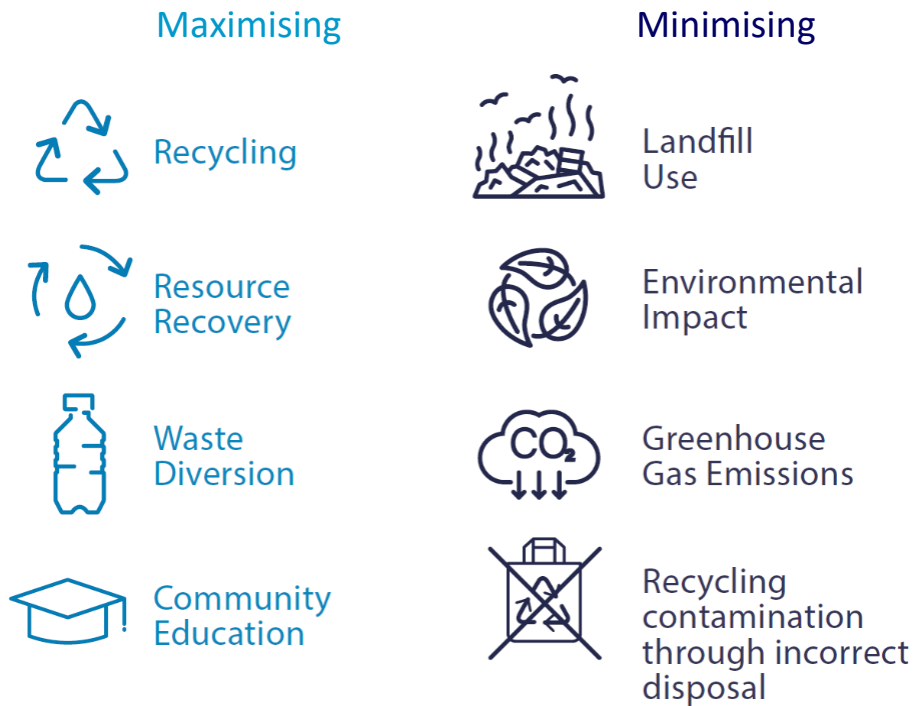 Maximising
Recycling
Resource
Recovery
Waste
Diversion
Community
Education
Minimising
Landfill
Use
Environmental
Impact
CO₂
Greenhouse
Gas Emissions
Recycling
contamination
through incorrect
disposal